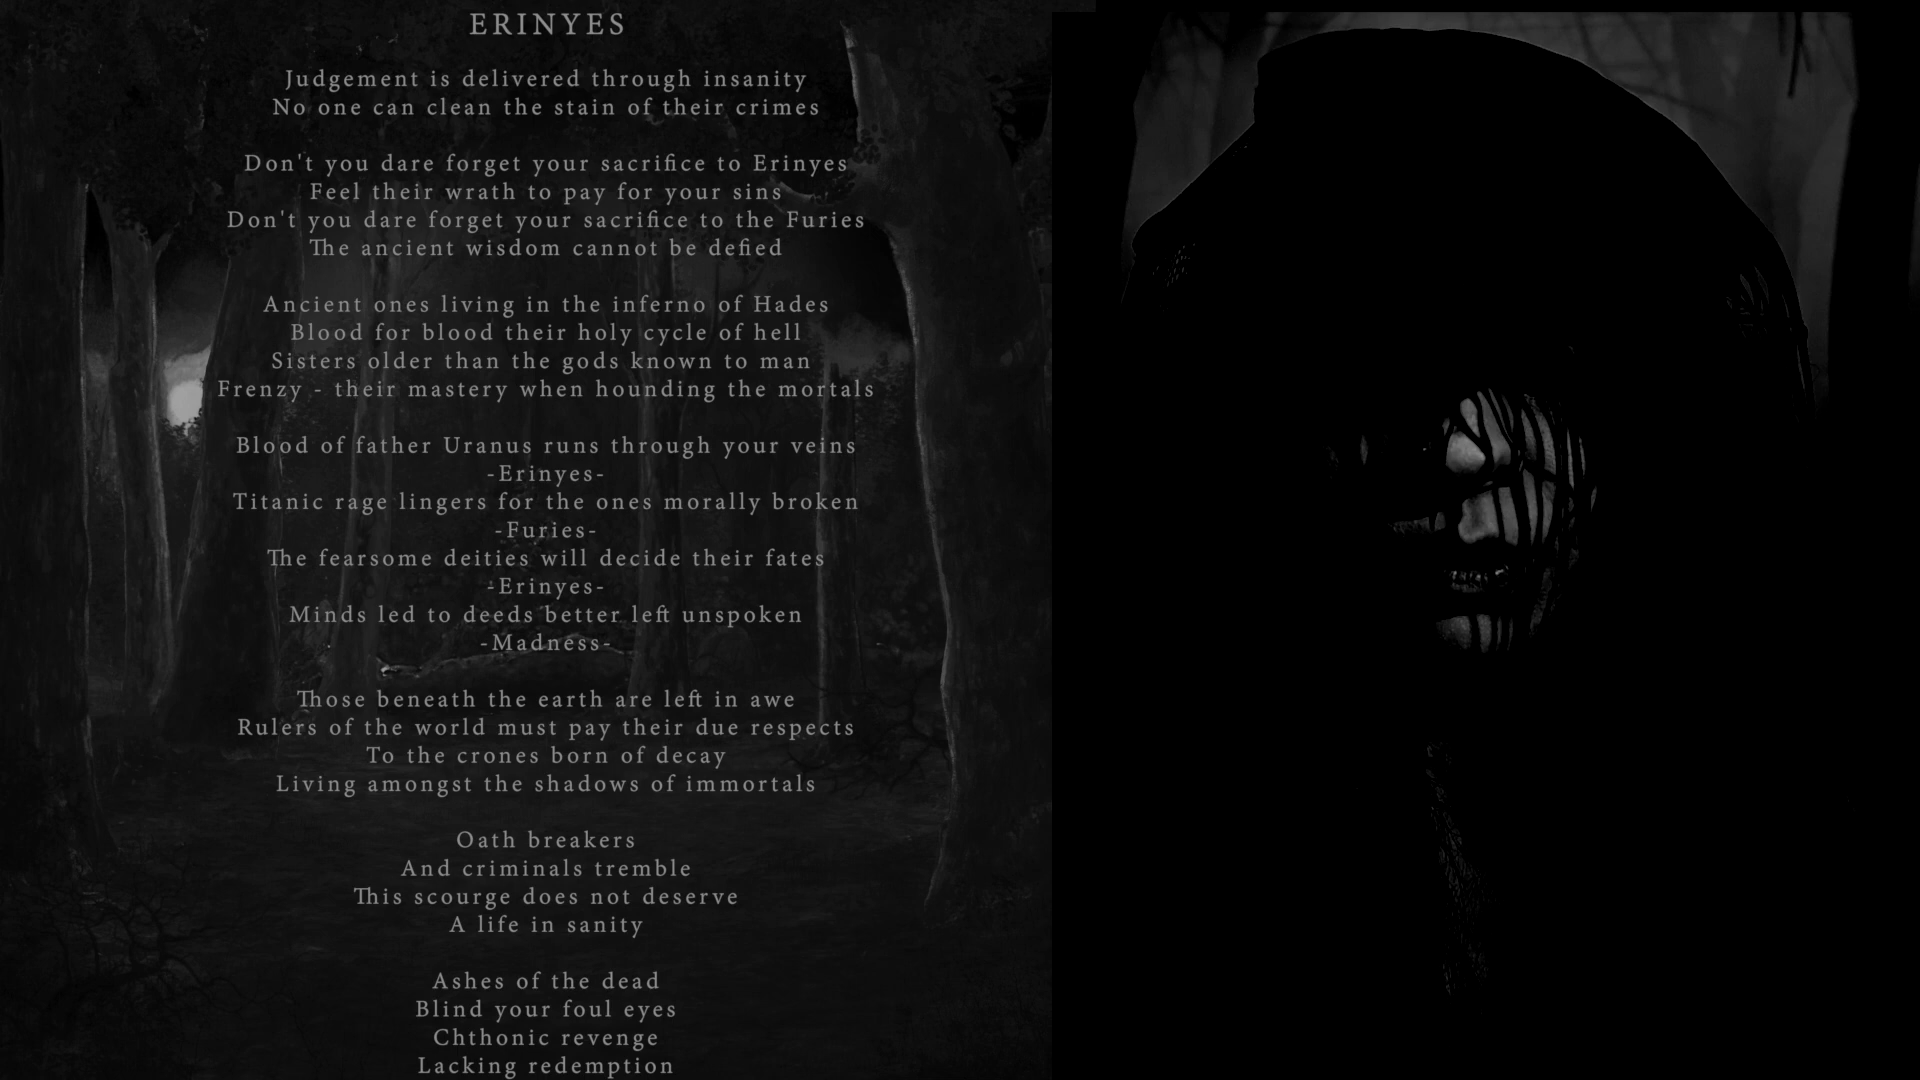 ERINYES
Judgement is delivered through insanity
No one can clean the stain of their crimes
Don't you dare forget your sacrifice to Erinyes
Feel their wrath to pay for your sins
Don't you dare forget your sacrifice to the Furies
The ancient wisdom cannot be defied
Ancient ones living in the inferno of Hades
Blood for blood their holy cycle of hell
Sisters older than the gods known to man
Frenzy - their mastery when hounding the mortals
Blood of father Uranus runs through your veins
-Erinyes-
Titanic rage lingers for the ones morally broken
-Furies-
The fearsome deities will decide their fates
-Erinyes-
Minds led to deeds better left unspoken
-Madness-
Those beneath the earth are left in awe
Rulers of the world must pay their due respects
To the crones born of decay
Living amongst the shadows of immortals
Oath breakers
And criminals tremble
This scourge does not deserve
A life in sanity
Ashes of the dead
Blind your foul eyes
Chthonic revenge
Lacking redemption